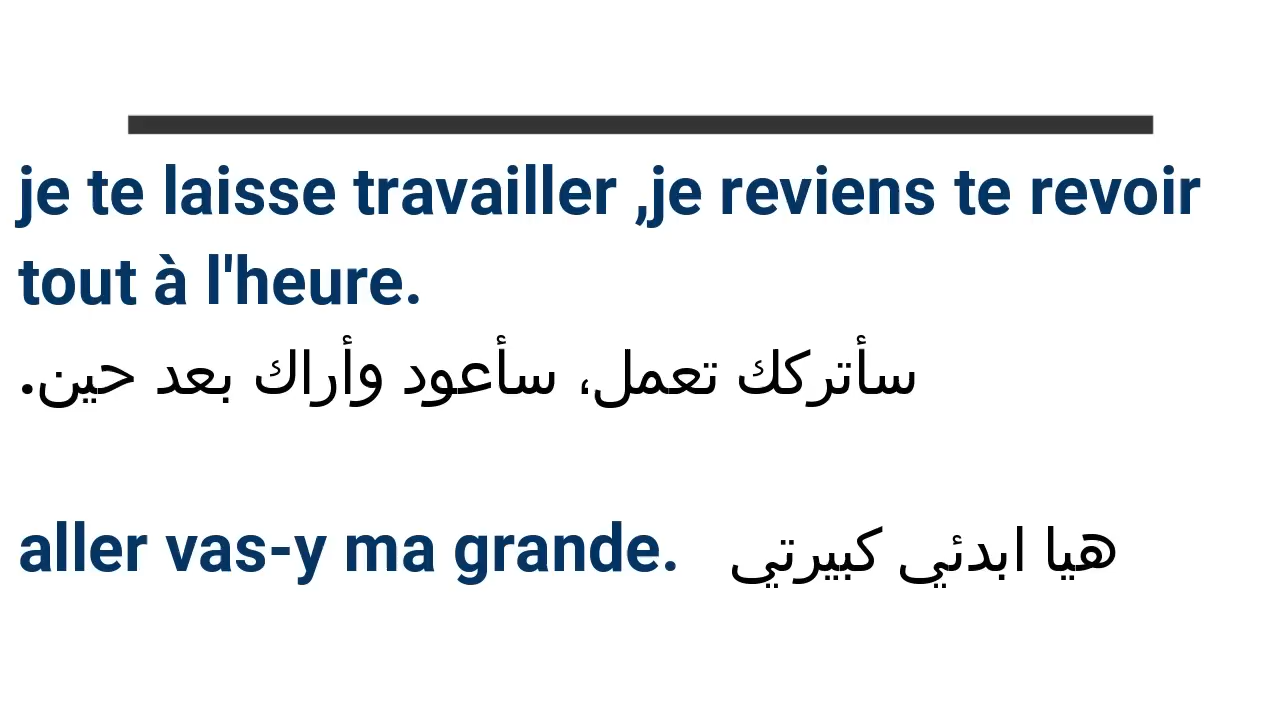 je te laisse travailler ,je reviens te revoir
tout à l'heure.
سأتركك تعمل، سأعود وأراك بعد حين.
aller vas-y ma grande. هيا ابدئي كبيرتي